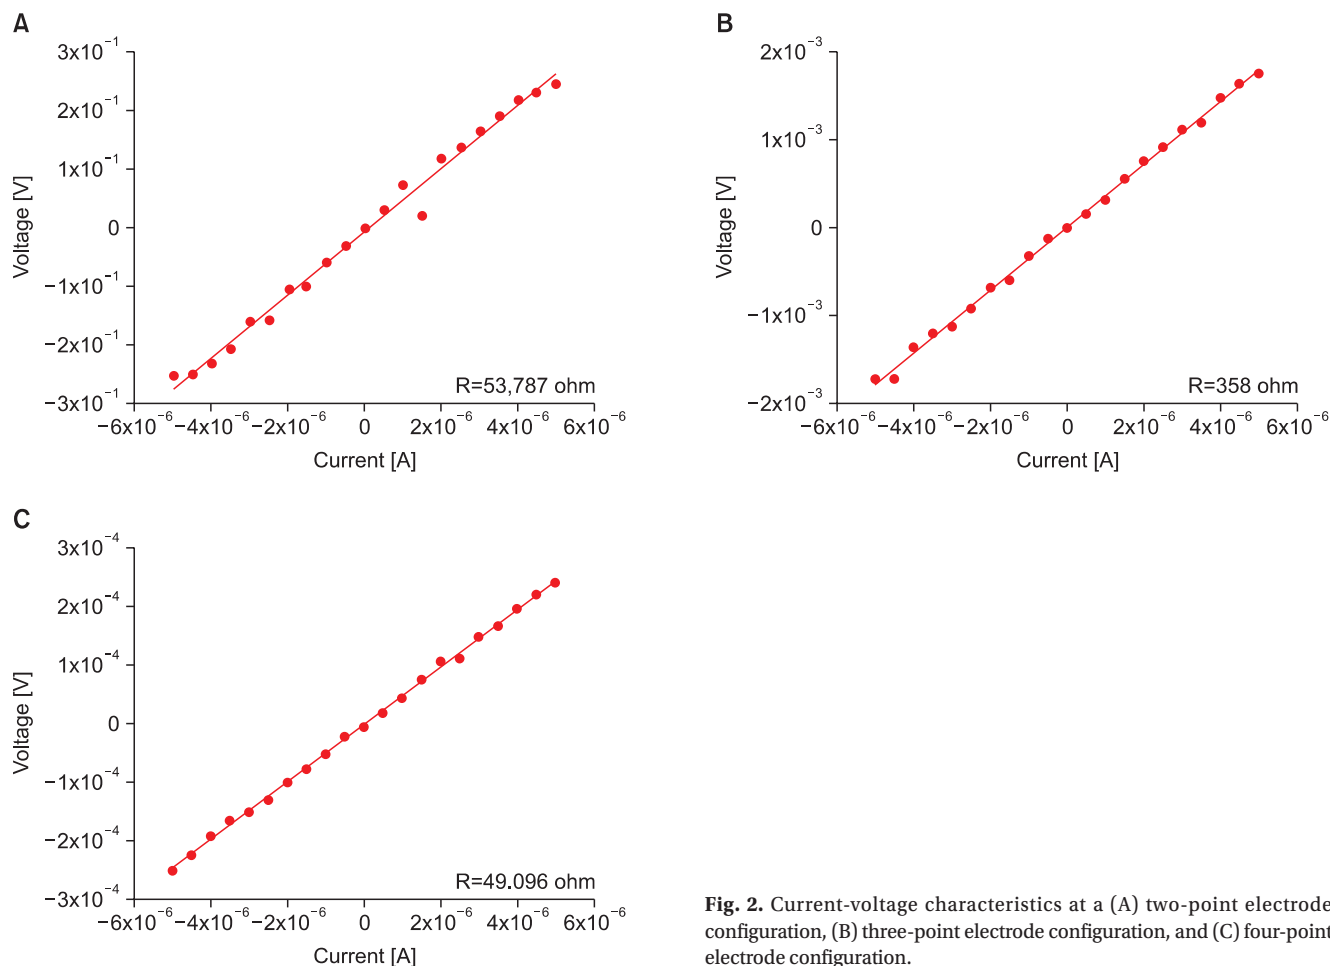 A
3x10⁻¹
2x10⁻¹
1x10⁻¹
0
−1x10⁻¹
−2x10⁻¹
−3x10⁻¹
Voltage [V]
R=53,787 ohm
−6x10⁻⁶ −4x10⁻⁶ −2x10⁻⁶ 0 2x10⁻⁶ 4x10⁻⁶ 6x10⁻⁶
Current [A]
B
2x10⁻³
1x10⁻³
0
−1x10⁻³
−2x10⁻³
Voltage [V]
R=358 ohm
−6x10⁻⁶ −4x10⁻⁶ −2x10⁻⁶ 0 2x10⁻⁶ 4x10⁻⁶ 6x10⁻⁶
Current [A]
C
3x10⁻⁴
2x10⁻⁴
1x10⁻⁴
0
−1x10⁻⁴
−2x10⁻⁴
−3x10⁻⁴
Voltage [V]
R=49.096 ohm
−6x10⁻⁶ −4x10⁻⁶ −2x10⁻⁶ 0 2x10⁻⁶ 4x10⁻⁶ 6x10⁻⁶
Current [A]
Fig. 2. Current-voltage characteristics at a (A) two-point electrode
configuration, (B) three-point electrode configuration, and (C) four-point
electrode configuration.